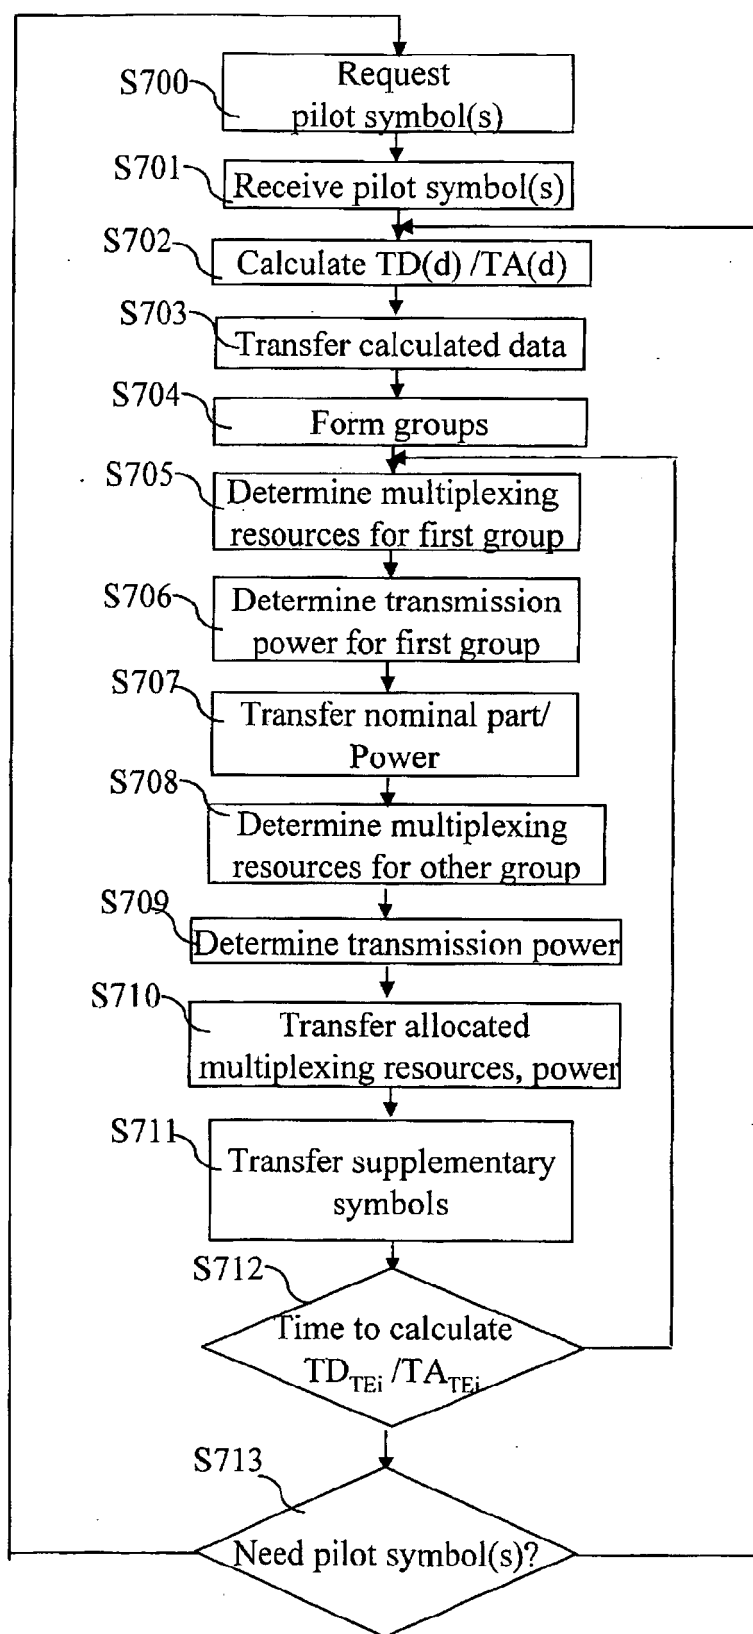 S700
Request
pilot symbol(s)
S701
Receive pilot symbol(s)
S702
Calculate TD(d) /TA(d)
S703
Transfer calculated data
S704
Form groups
S705
Determine multiplexing
resources for first group
S706
Determine transmission
power for first group
S707
Transfer nominal part/
Power
S708
Determine multiplexing
resources for other group
S709
Determine transmission power
S710
Transfer allocated
multiplexing resources, power
S711
Transfer supplementary
symbols
S712
Time to calculate
TD_TEi /TA_TEi
S713
Need pilot symbol(s)?